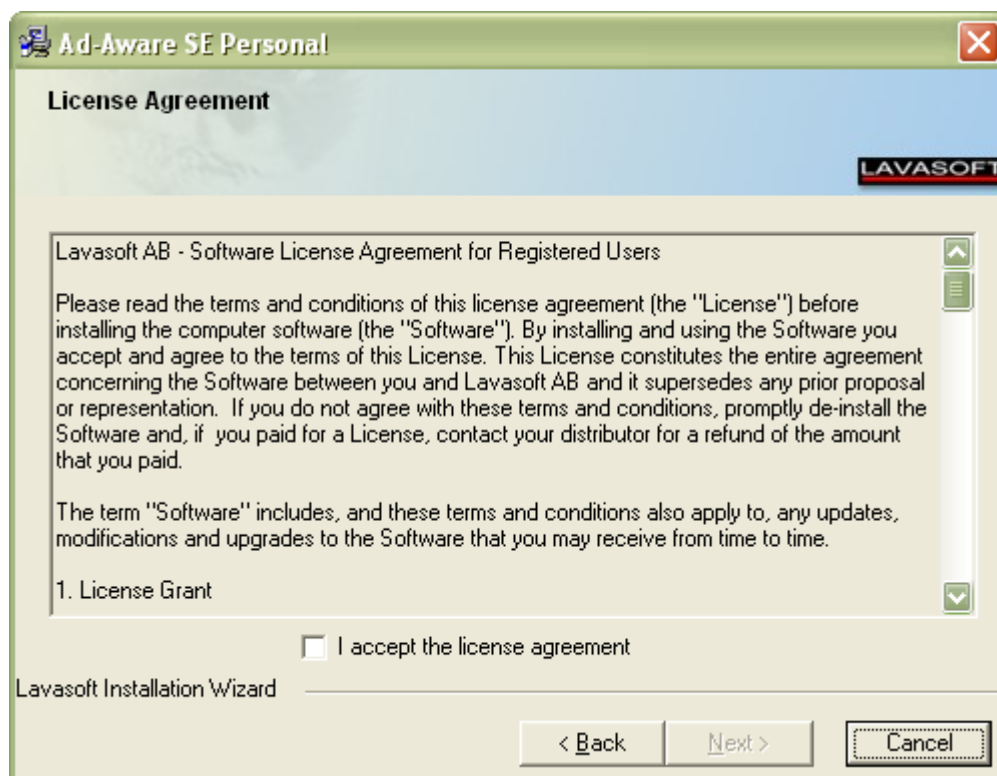 Ad-Aware SE Personal
License Agreement
LAVASOFT
Lavasoft AB - Software License Agreement for Registered Users
Please read the terms and conditions of this license agreement (the "License") before
installing the computer software (the "Software"). By installing and using the Software you
accept and agree to the terms of this License. This License constitutes the entire agreement
concerning the Software between you and Lavasoft AB and it supersedes any prior proposal
or representation.  If you do not agree with these terms and conditions, promptly de-install the
Software and, if  you paid for a License, contact your distributor for a refund of the amount
that you paid.
The term "Software" includes, and these terms and conditions also apply to, any updates,
modifications and upgrades to the Software that you may receive from time to time.
1. License Grant
I accept the license agreement
Lavasoft Installation Wizard
< Back
Next >
Cancel